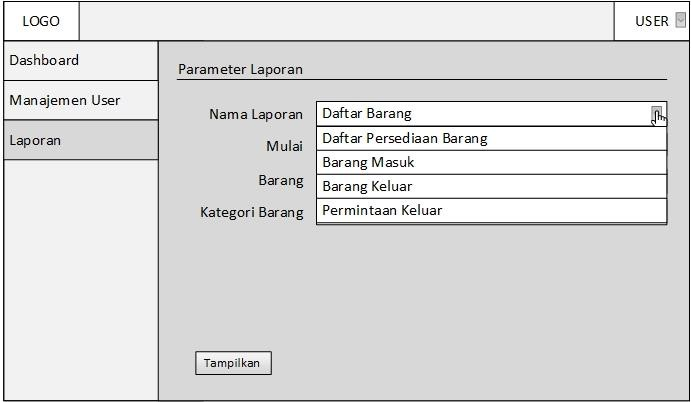 LOGO
USER
Dashboard
Manajemen User
Laporan
Parameter Laporan
Nama Laporan
Daftar Barang
Daftar Persediaan Barang
Barang Masuk
Barang Keluar
Permintaan Keluar
Mulai
Barang
Kategori Barang
Tampilkan